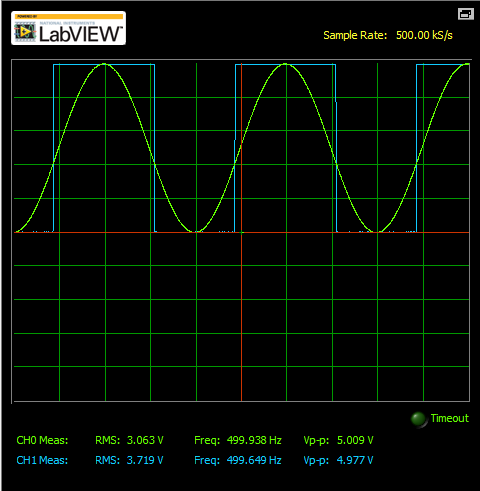 POWERED BY
NATIONAL INSTRUMENTS
LabVIEW™
Sample Rate: 500.00 kS/s
Timeout
CH0 Meas: RMS: 3.063 V Freq: 499.938 Hz Vp-p: 5.009 V
CH1 Meas: RMS: 3.719 V Freq: 499.649 Hz Vp-p: 4.977 V